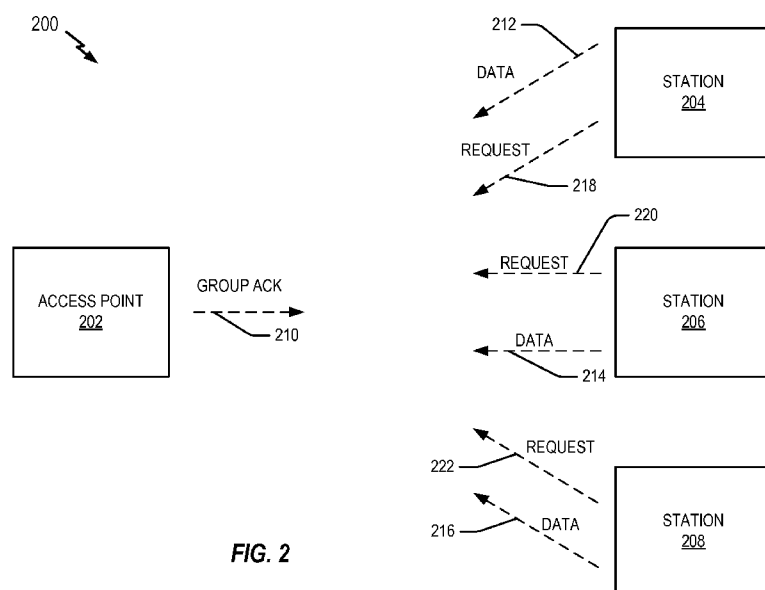 200
212
DATA
STATION
204
REQUEST
218
220
REQUEST
STATION
206
ACCESS POINT
202
GROUP ACK
210
DATA
214
REQUEST
222
216
DATA
STATION
208
FIG. 2